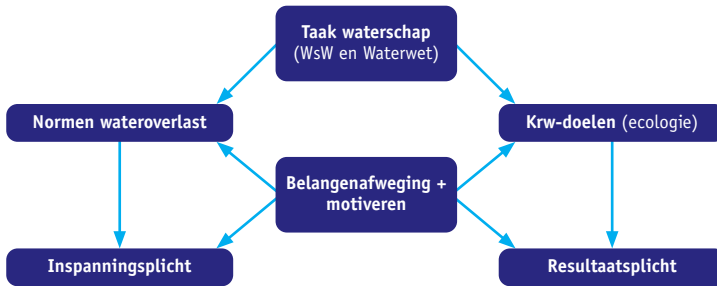 Taak waterschap
(WsW en Waterwet)
Normen wateroverlast
Krw-doelen (ecologie)
Belangenafweging +
motiveren
Inspanningsplicht
Resultaatsplicht